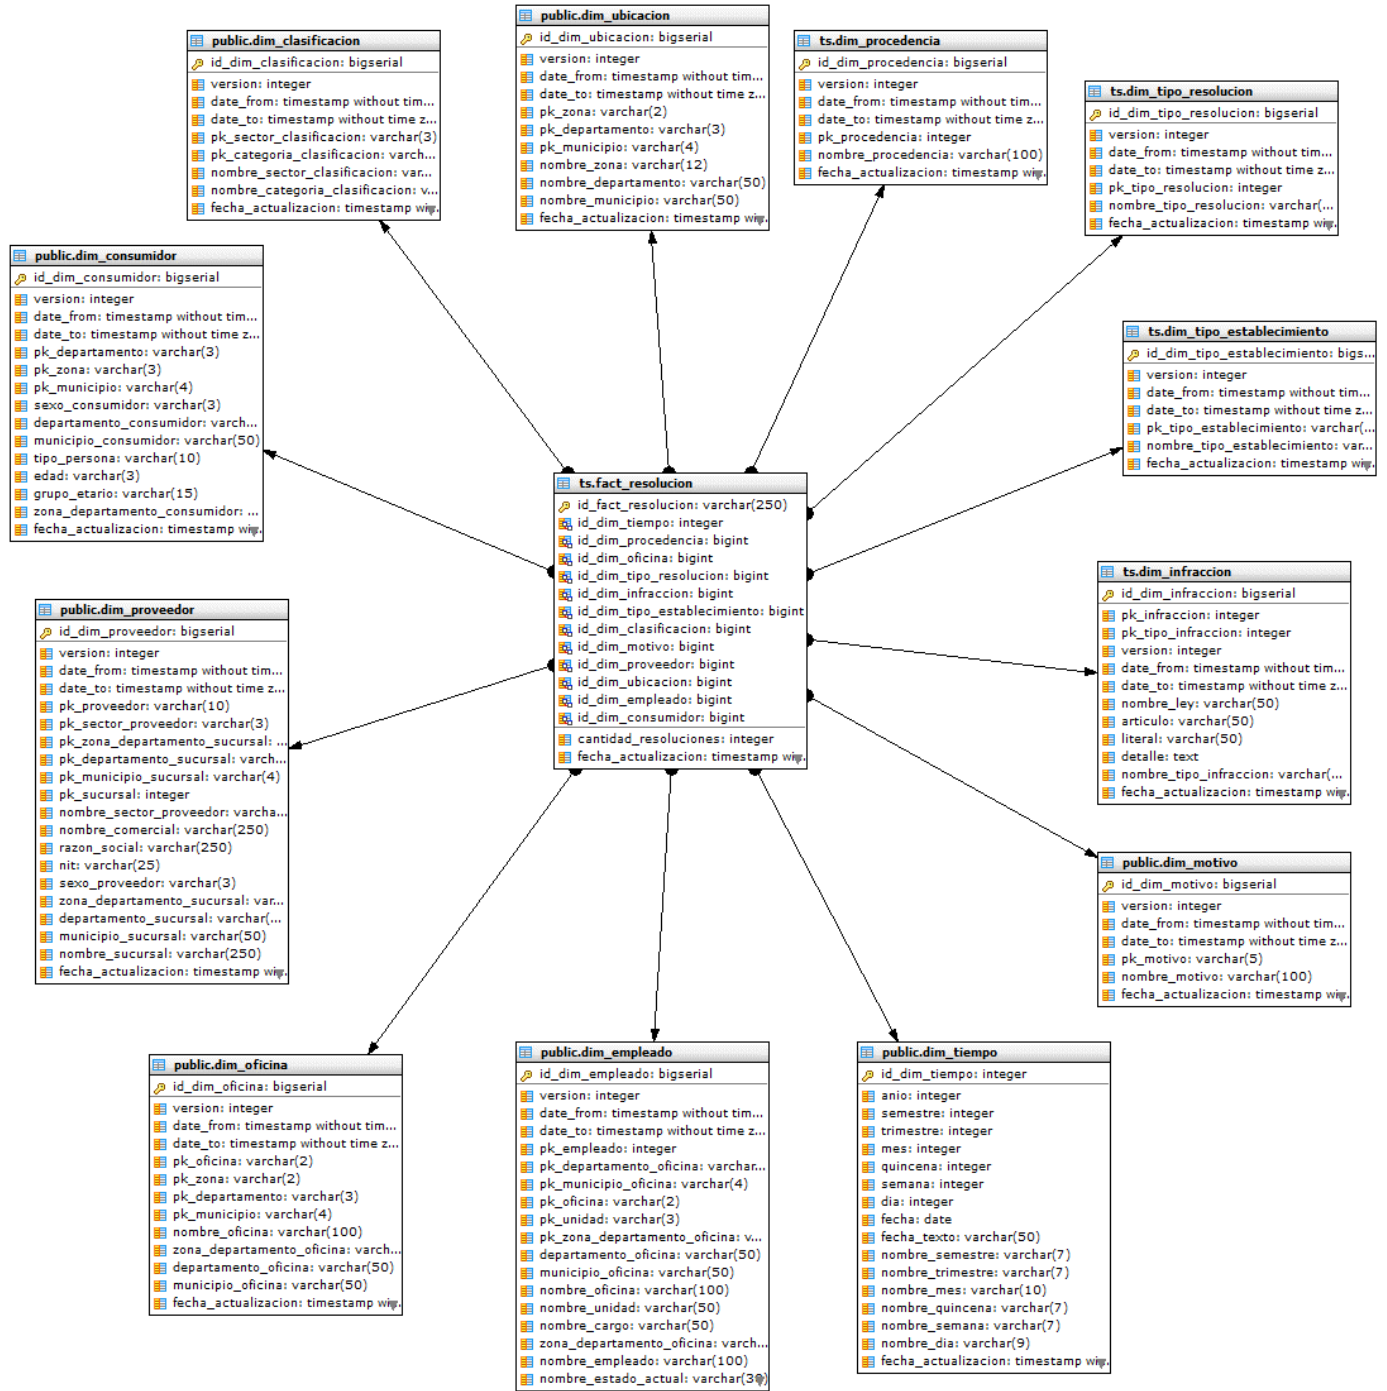 public.dim_clasificacion
id_dim_clasificacion: bigserial
version: integer
date_from: timestamp without tim...
date_to: timestamp without time z...
pk_sector_clasificacion: varchar(3)
pk_categoria_clasificacion: varch...
nombre_sector_clasificacion: var...
nombre_categoria_clasificacion: v...
fecha_actualizacion: timestamp wi...
public.dim_ubicacion
id_dim_ubicacion: bigserial
version: integer
date_from: timestamp without tim...
date_to: timestamp without time z...
pk_zona: varchar(2)
pk_departamento: varchar(3)
pk_municipio: varchar(4)
nombre_zona: varchar(12)
nombre_departamento: varchar(50)
nombre_municipio: varchar(50)
fecha_actualizacion: timestamp wi...
ts.dim_procedencia
id_dim_procedencia: bigserial
version: integer
date_from: timestamp without tim...
date_to: timestamp without time z...
pk_procedencia: integer
nombre_procedencia: varchar(100)
fecha_actualizacion: timestamp wi...
ts.dim_tipo_resolucion
id_dim_tipo_resolucion: bigserial
version: integer
date_from: timestamp without tim...
date_to: timestamp without time z...
pk_tipo_resolucion: integer
nombre_tipo_resolucion: varchar(...
fecha_actualizacion: timestamp wi...
public.dim_consumidor
id_dim_consumidor: bigserial
version: integer
date_from: timestamp without tim...
date_to: timestamp without time z...
pk_departamento: varchar(3)
pk_zona: varchar(3)
pk_municipio: varchar(4)
sexo_consumidor: varchar(3)
departamento_consumidor: varch...
municipio_consumidor: varchar(50)
tipo_persona: varchar(10)
edad: varchar(3)
grupo_etario: varchar(15)
zona_departamento_consumidor: ...
fecha_actualizacion: timestamp wi...
ts.dim_tipo_establecimiento
id_dim_tipo_establecimiento: bigs...
version: integer
date_from: timestamp without tim...
date_to: timestamp without time z...
pk_tipo_establecimiento: varchar(...
nombre_tipo_establecimiento: var...
fecha_actualizacion: timestamp wi...
ts.fact_resolucion
id_fact_resolucion: varchar(250)
id_dim_tiempo: integer
id_dim_procedencia: bigint
id_dim_oficina: bigint
id_dim_tipo_resolucion: bigint
id_dim_infraccion: bigint
id_dim_tipo_establecimiento: bigint
id_dim_clasificacion: bigint
id_dim_motivo: bigint
id_dim_proveedor: bigint
id_dim_ubicacion: bigint
id_dim_empleado: bigint
id_dim_consumidor: bigint
cantidad_resoluciones: integer
fecha_actualizacion: timestamp wi...
ts.dim_infraccion
id_dim_infraccion: bigserial
pk_infraccion: integer
pk_tipo_infraccion: integer
version: integer
date_from: timestamp without tim...
date_to: timestamp without time z...
nombre_ley: varchar(50)
articulo: varchar(50)
literal: varchar(50)
detalle: text
nombre_tipo_infraccion: varchar(...
fecha_actualizacion: timestamp wi...
public.dim_proveedor
id_dim_proveedor: bigserial
version: integer
date_from: timestamp without tim...
date_to: timestamp without time z...
pk_proveedor: varchar(10)
pk_sector_proveedor: varchar(3)
pk_zona_departamento_sucursal: ...
pk_departamento_sucursal: varch...
pk_municipio_sucursal: varchar(4)
pk_sucursal: integer
nombre_sector_proveedor: varcha...
nombre_comercial: varchar(250)
razon_social: varchar(250)
nit: varchar(25)
sexo_proveedor: varchar(3)
zona_departamento_sucursal: var...
departamento_sucursal: varchar(...
municipio_sucursal: varchar(50)
nombre_sucursal: varchar(250)
fecha_actualizacion: timestamp wi...
public.dim_motivo
id_dim_motivo: bigserial
version: integer
date_from: timestamp without tim...
date_to: timestamp without time z...
pk_motivo: varchar(5)
nombre_motivo: varchar(100)
fecha_actualizacion: timestamp wi...
public.dim_oficina
id_dim_oficina: bigserial
version: integer
date_from: timestamp without tim...
date_to: timestamp without time z...
pk_oficina: varchar(2)
pk_zona: varchar(2)
pk_departamento: varchar(3)
pk_municipio: varchar(4)
nombre_oficina: varchar(100)
zona_departamento_oficina: varch...
departamento_oficina: varchar(50)
municipio_oficina: varchar(50)
fecha_actualizacion: timestamp wi...
public.dim_empleado
id_dim_empleado: bigserial
version: integer
date_from: timestamp without tim...
date_to: timestamp without time z...
pk_empleado: integer
pk_departamento_oficina: varchar...
pk_municipio_oficina: varchar(4)
pk_oficina: varchar(2)
pk_unidad: varchar(3)
pk_zona_departamento_oficina: v...
departamento_oficina: varchar(50)
municipio_oficina: varchar(50)
nombre_oficina: varchar(100)
nombre_unidad: varchar(50)
nombre_cargo: varchar(50)
zona_departamento_oficina: varch...
nombre_empleado: varchar(100)
nombre_estado_actual: varchar(30)
public.dim_tiempo
id_dim_tiempo: integer
anio: integer
semestre: integer
trimestre: integer
mes: integer
quincena: integer
semana: integer
dia: integer
fecha: date
fecha_texto: varchar(50)
nombre_semestre: varchar(7)
nombre_trimestre: varchar(7)
nombre_mes: varchar(10)
nombre_quincena: varchar(7)
nombre_semana: varchar(7)
nombre_dia: varchar(9)
fecha_actualizacion: timestamp wi...